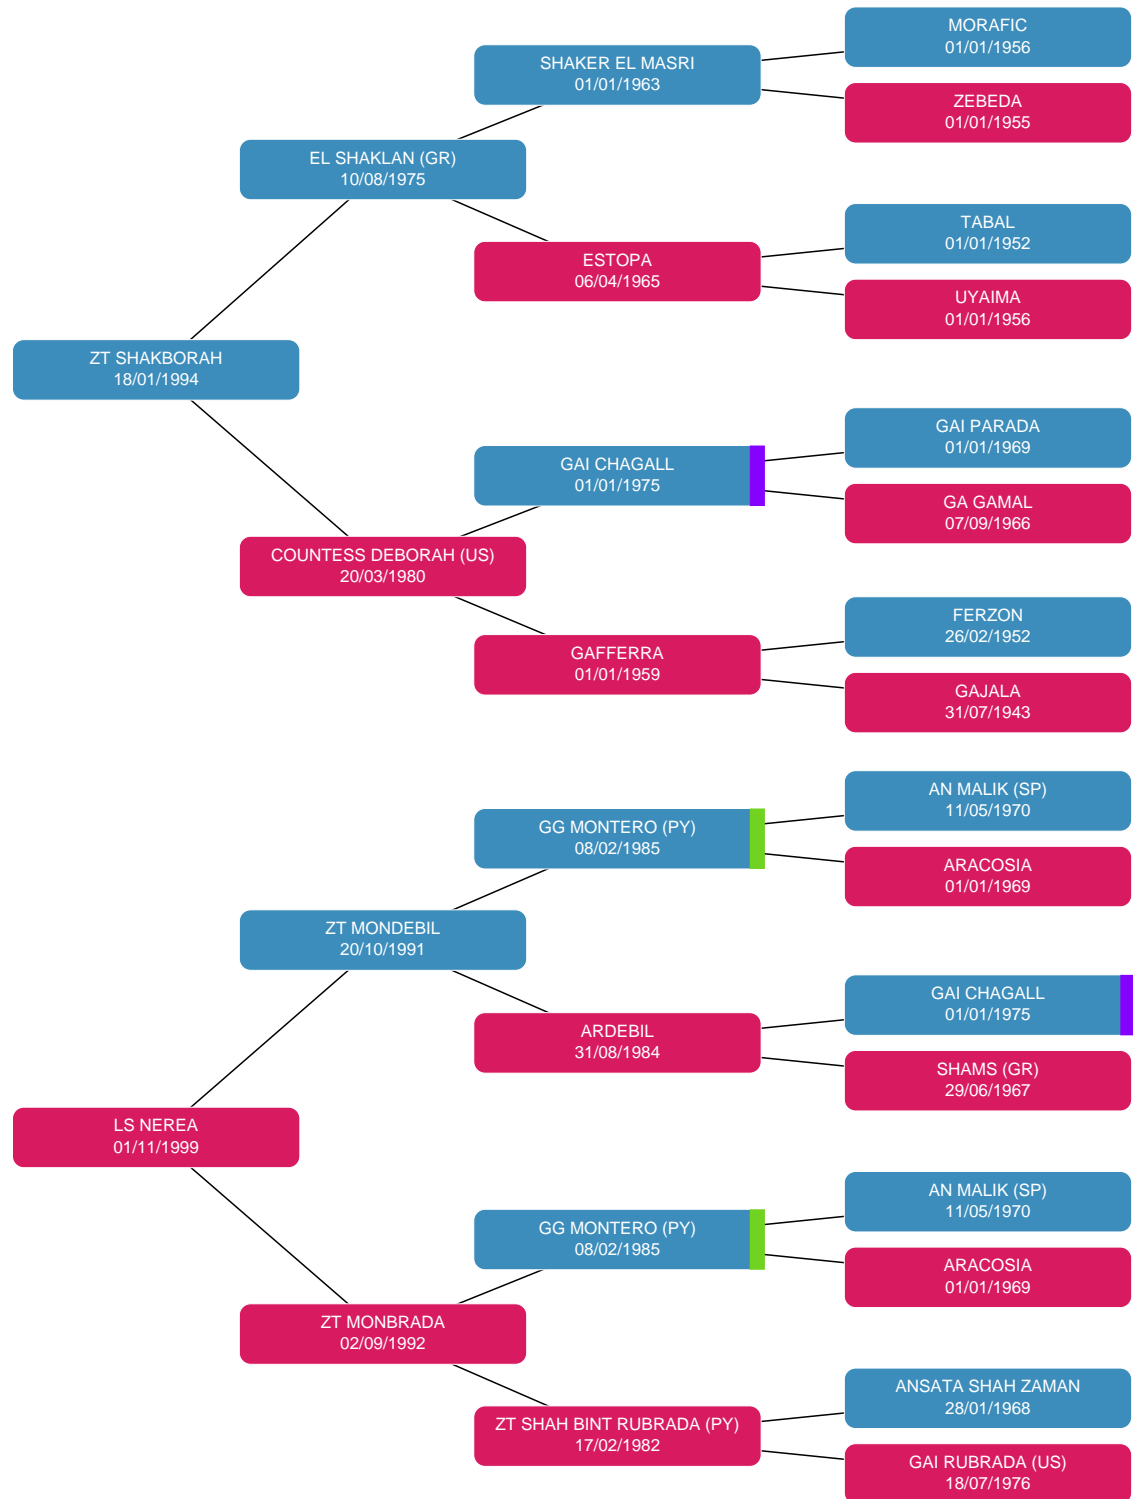 MORAFIC
01/01/1956
SHAKER EL MASRI
01/01/1963
ZEBEDA
01/01/1955
EL SHAKLAN (GR)
10/08/1975
TABAL
01/01/1952
ESTOPA
06/04/1965
UYAIMA
01/01/1956
ZT SHAKBORAH
18/01/1994
GAI PARADA
01/01/1969
GAI CHAGALL
01/01/1975
GA GAMAL
07/09/1966
COUNTESS DEBORAH (US)
20/03/1980
FERZON
26/02/1952
GAFFERRA
01/01/1959
GAJALA
31/07/1943
AN MALIK (SP)
11/05/1970
GG MONTERO (PY)
08/02/1985
ARACOSIA
01/01/1969
ZT MONDEBIL
20/10/1991
GAI CHAGALL
01/01/1975
ARDEBIL
31/08/1984
SHAMS (GR)
29/06/1967
LS NEREA
01/11/1999
AN MALIK (SP)
11/05/1970
GG MONTERO (PY)
08/02/1985
ARACOSIA
01/01/1969
ZT MONBRADA
02/09/1992
ANSATA SHAH ZAMAN
28/01/1968
ZT SHAH BINT RUBRADA (PY)
17/02/1982
GAI RUBRADA (US)
18/07/1976